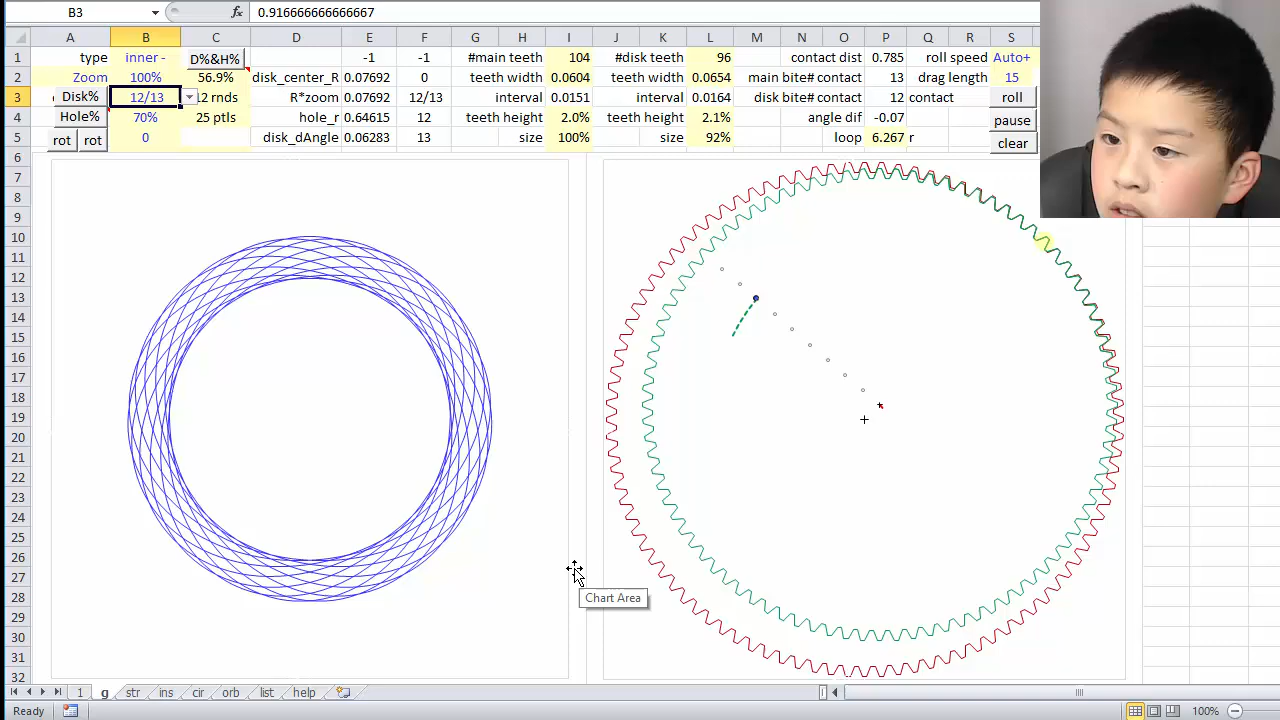 B3 fx 0.916666666666667
A B C D E F G H I J K L M N O P Q R S
1 type inner - D%&H% -1 -1 #main teeth 104 #disk teeth 96 contact dist 0.785 roll speed Auto+
2 Zoom 100% 56.9% disk_center_R 0.07692 0 teeth width 0.0604 teeth width 0.0654 main bite# contact 13 drag length 15
3 Disk% 12/13 12 rnds R*zoom 0.07692 12/13 interval 0.0151 interval 0.0164 disk bite# contact 12 contact roll
4 Hole% 70% 25 ptls hole_r 0.64615 12 teeth height 2.0% teeth height 2.1% angle dif -0.07 pause
5 rot rot 0 disk_dAngle 0.06283 13 size 100% size 92% loop 6.267 r clear
6
7
8
9
10
11
12
13
14
15
16
17
18
19
20
21
22
23
24
25
26
27
28
29
30
31
32
Chart Area
1 g str ins cir orb list help
Ready 100%